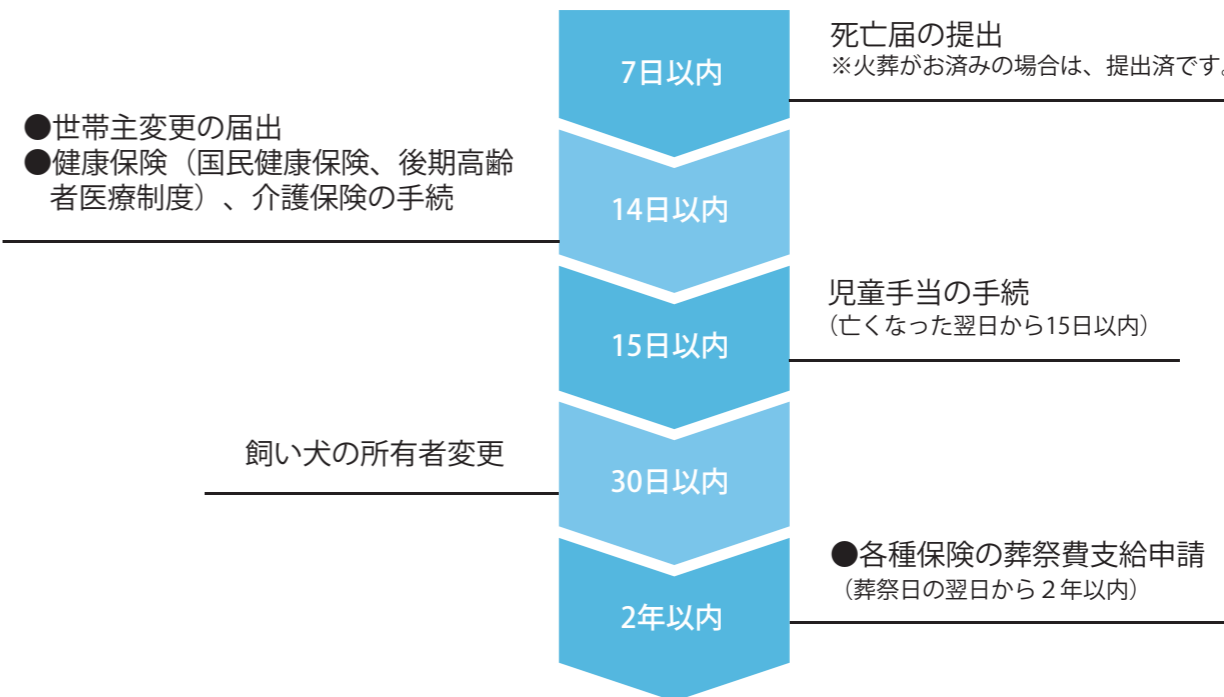 7日以内
死亡届の提出
※火葬がお済みの場合は、提出済です。
●世帯主変更の届出
●健康保険（国民健康保険、後期高齢
者医療制度）、介護保険の手続
14日以内
15日以内
児童手当の手続
（亡くなった翌日から15日以内）
飼い犬の所有者変更
30日以内
2年以内
●各種保険の葬祭費支給申請
（葬祭日の翌日から２年以内）